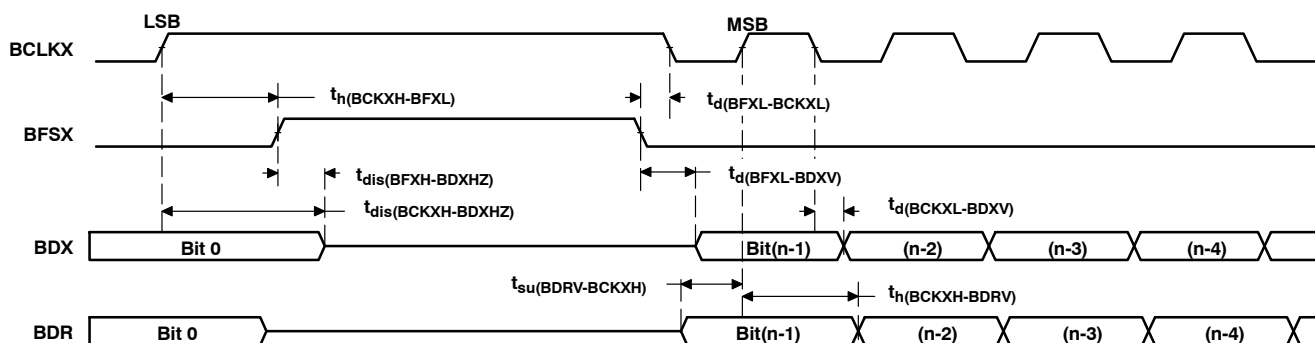 LSB
MSB
BCLKX
th(BCKXH-BFXL)
td(BFXL-BCKXL)
BFSX
tdis(BFXH-BDXHZ)
td(BFXL-BDXV)
tdis(BCKXH-BDXHZ)
td(BCKXL-BDXV)
BDX
Bit 0
Bit(n-1)
(n-2)
(n-3)
(n-4)
tsu(BDRV-BCKXH)
th(BCKXH-BDRV)
BDR
Bit 0
Bit(n-1)
(n-2)
(n-3)
(n-4)